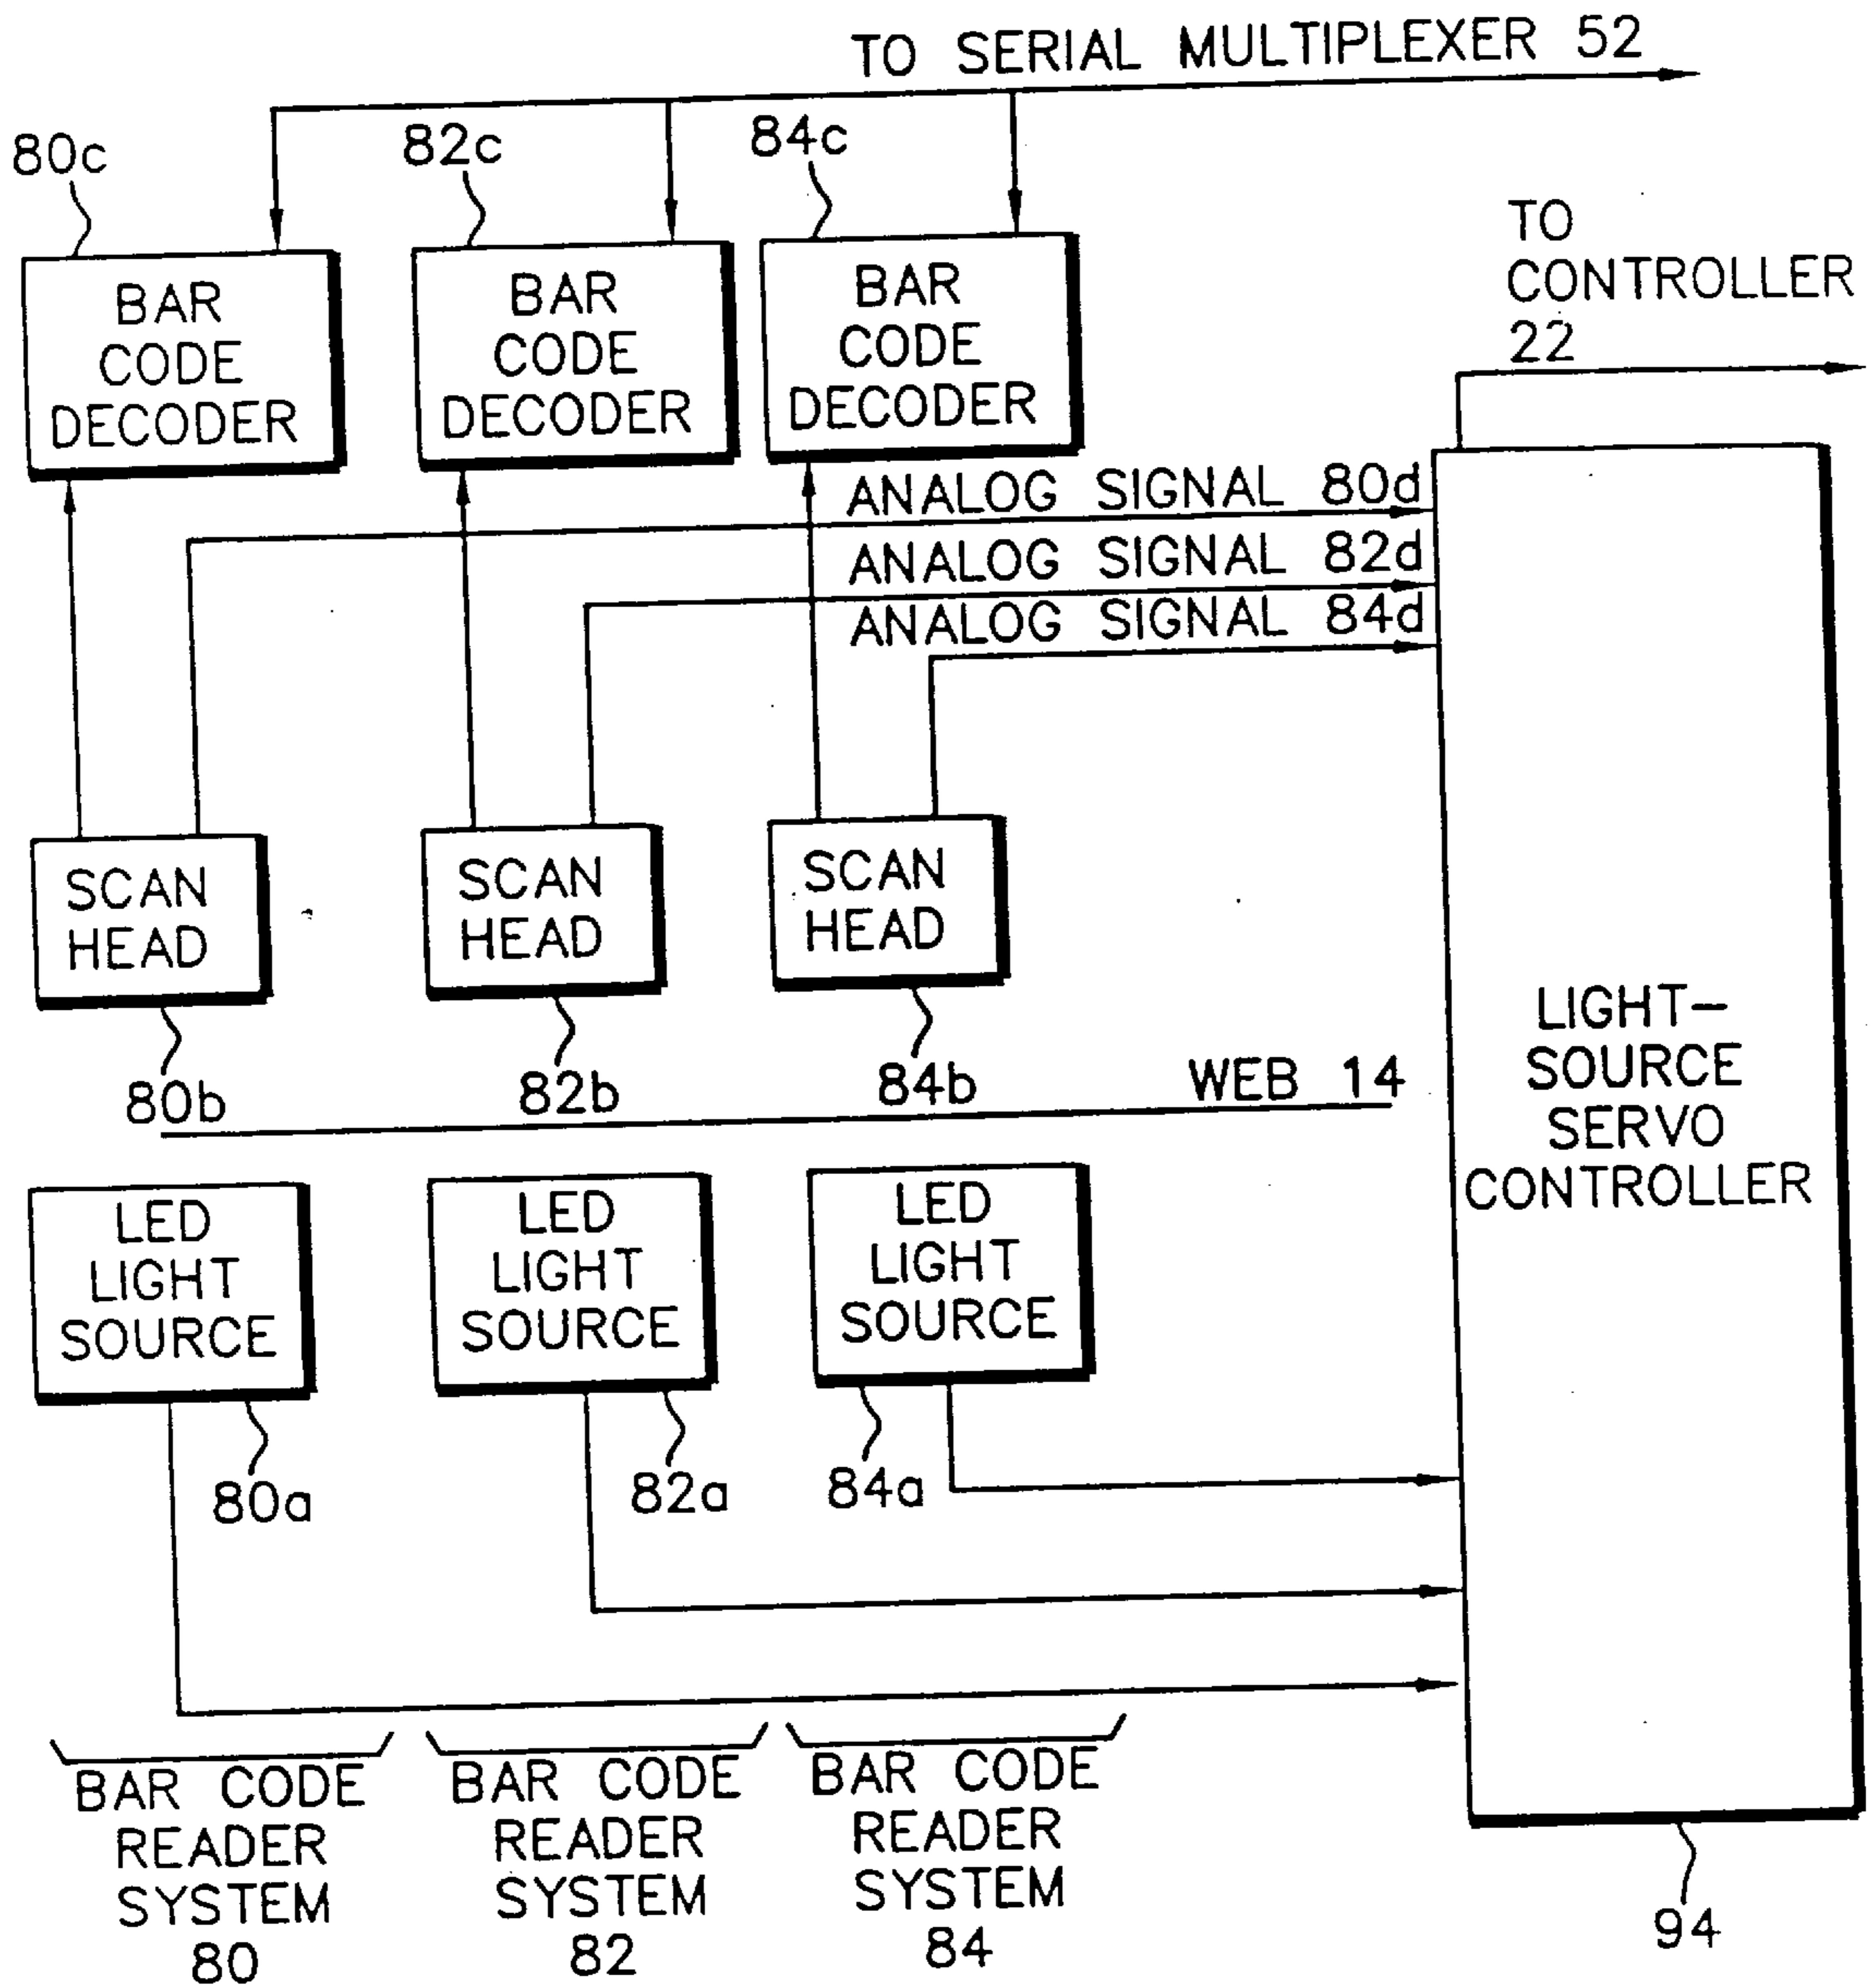 TO SERIAL MULTIPLEXER 52
80c
82c
84c
TO
CONTROLLER
22
BAR
CODE
DECODER
BAR
CODE
DECODER
BAR
CODE
DECODER
ANALOG SIGNAL 80d
ANALOG SIGNAL 82d
ANALOG SIGNAL 84d
SCAN
HEAD
SCAN
HEAD
SCAN
HEAD
80b
82b
84b
WEB 14
LIGHT-
SOURCE
SERVO
CONTROLLER
LED
LIGHT
SOURCE
LED
LIGHT
SOURCE
LED
LIGHT
SOURCE
80a
82a
84a
BAR CODE
READER
SYSTEM
80
BAR CODE
READER
SYSTEM
82
BAR CODE
READER
SYSTEM
84
94